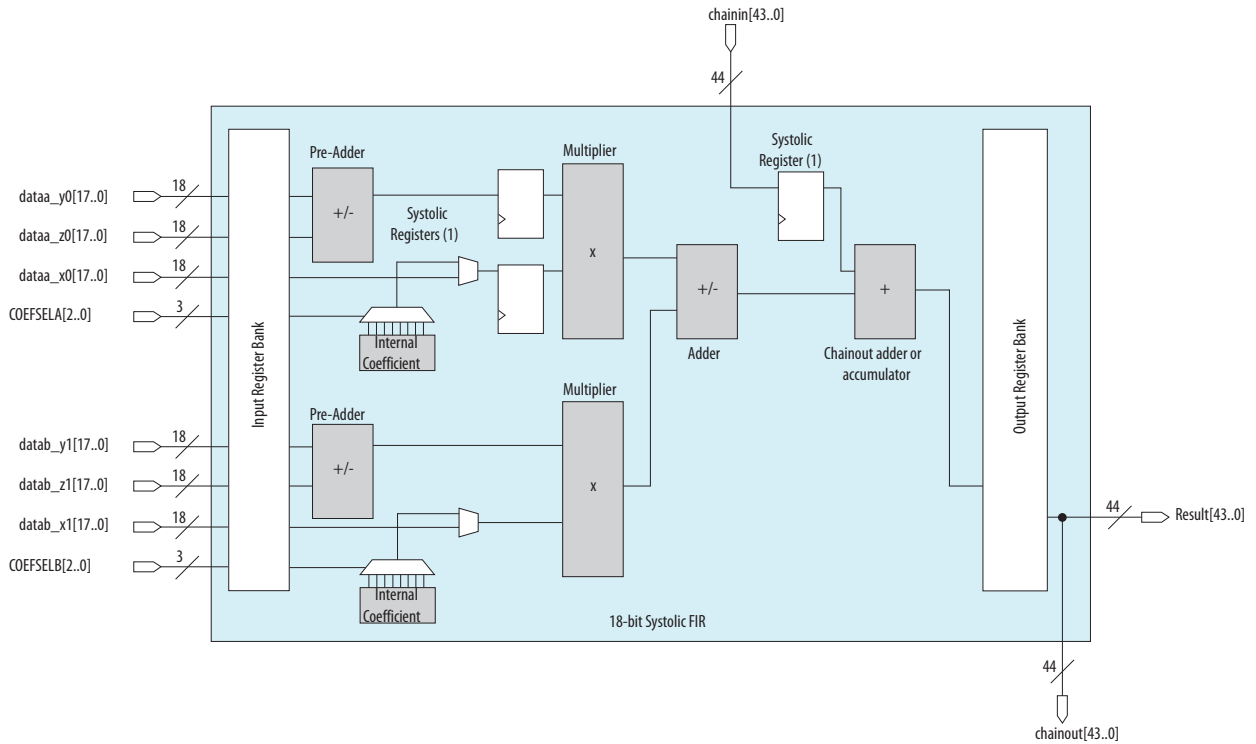 chainin[43..0]
44
Systolic
Register (1)
Pre-Adder
Multiplier
18
dataa_y0[17..0]
+/-
Systolic
Registers (1)
18
dataa_z0[17..0]
18
dataa_x0[17..0]
x
+/-
+
3
COEFSELA[2..0]
Internal
Coefficient
Adder
Chainout adder or
accumulator
Input Register Bank
Output Register Bank
Multiplier
Pre-Adder
18
datab_y1[17..0]
+/-
x
18
datab_z1[17..0]
18
datab_x1[17..0]
44
Result[43..0]
3
COEFSELB[2..0]
Internal
Coefficient
18-bit Systolic FIR
44
chainout[43..0]